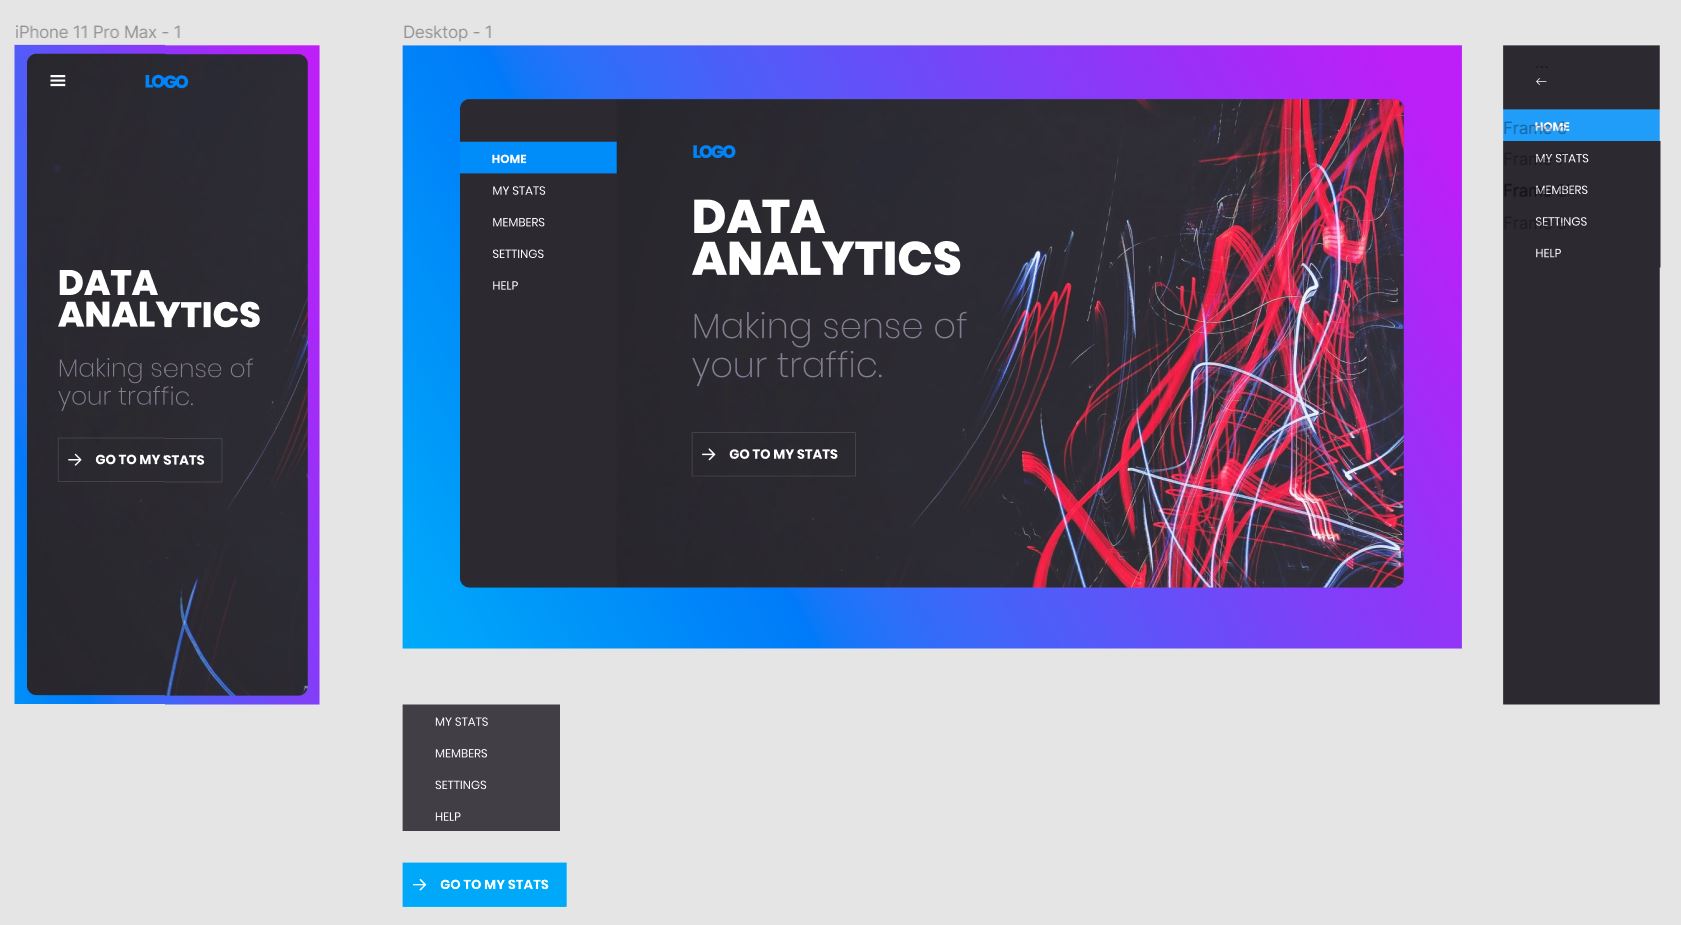 iPhone 11 Pro Max - 1
LOGO
DATA
ANALYTICS
Making sense of
your traffic.
GO TO MY STATS
Desktop - 1
HOME
MY STATS
MEMBERS
SETTINGS
HELP
LOGO
DATA
ANALYTICS
Making sense of
your traffic.
GO TO MY STATS
MY STATS
MEMBERS
SETTINGS
HELP
GO TO MY STATS
...
HOME
MY STATS
MEMBERS
SETTINGS
HELP